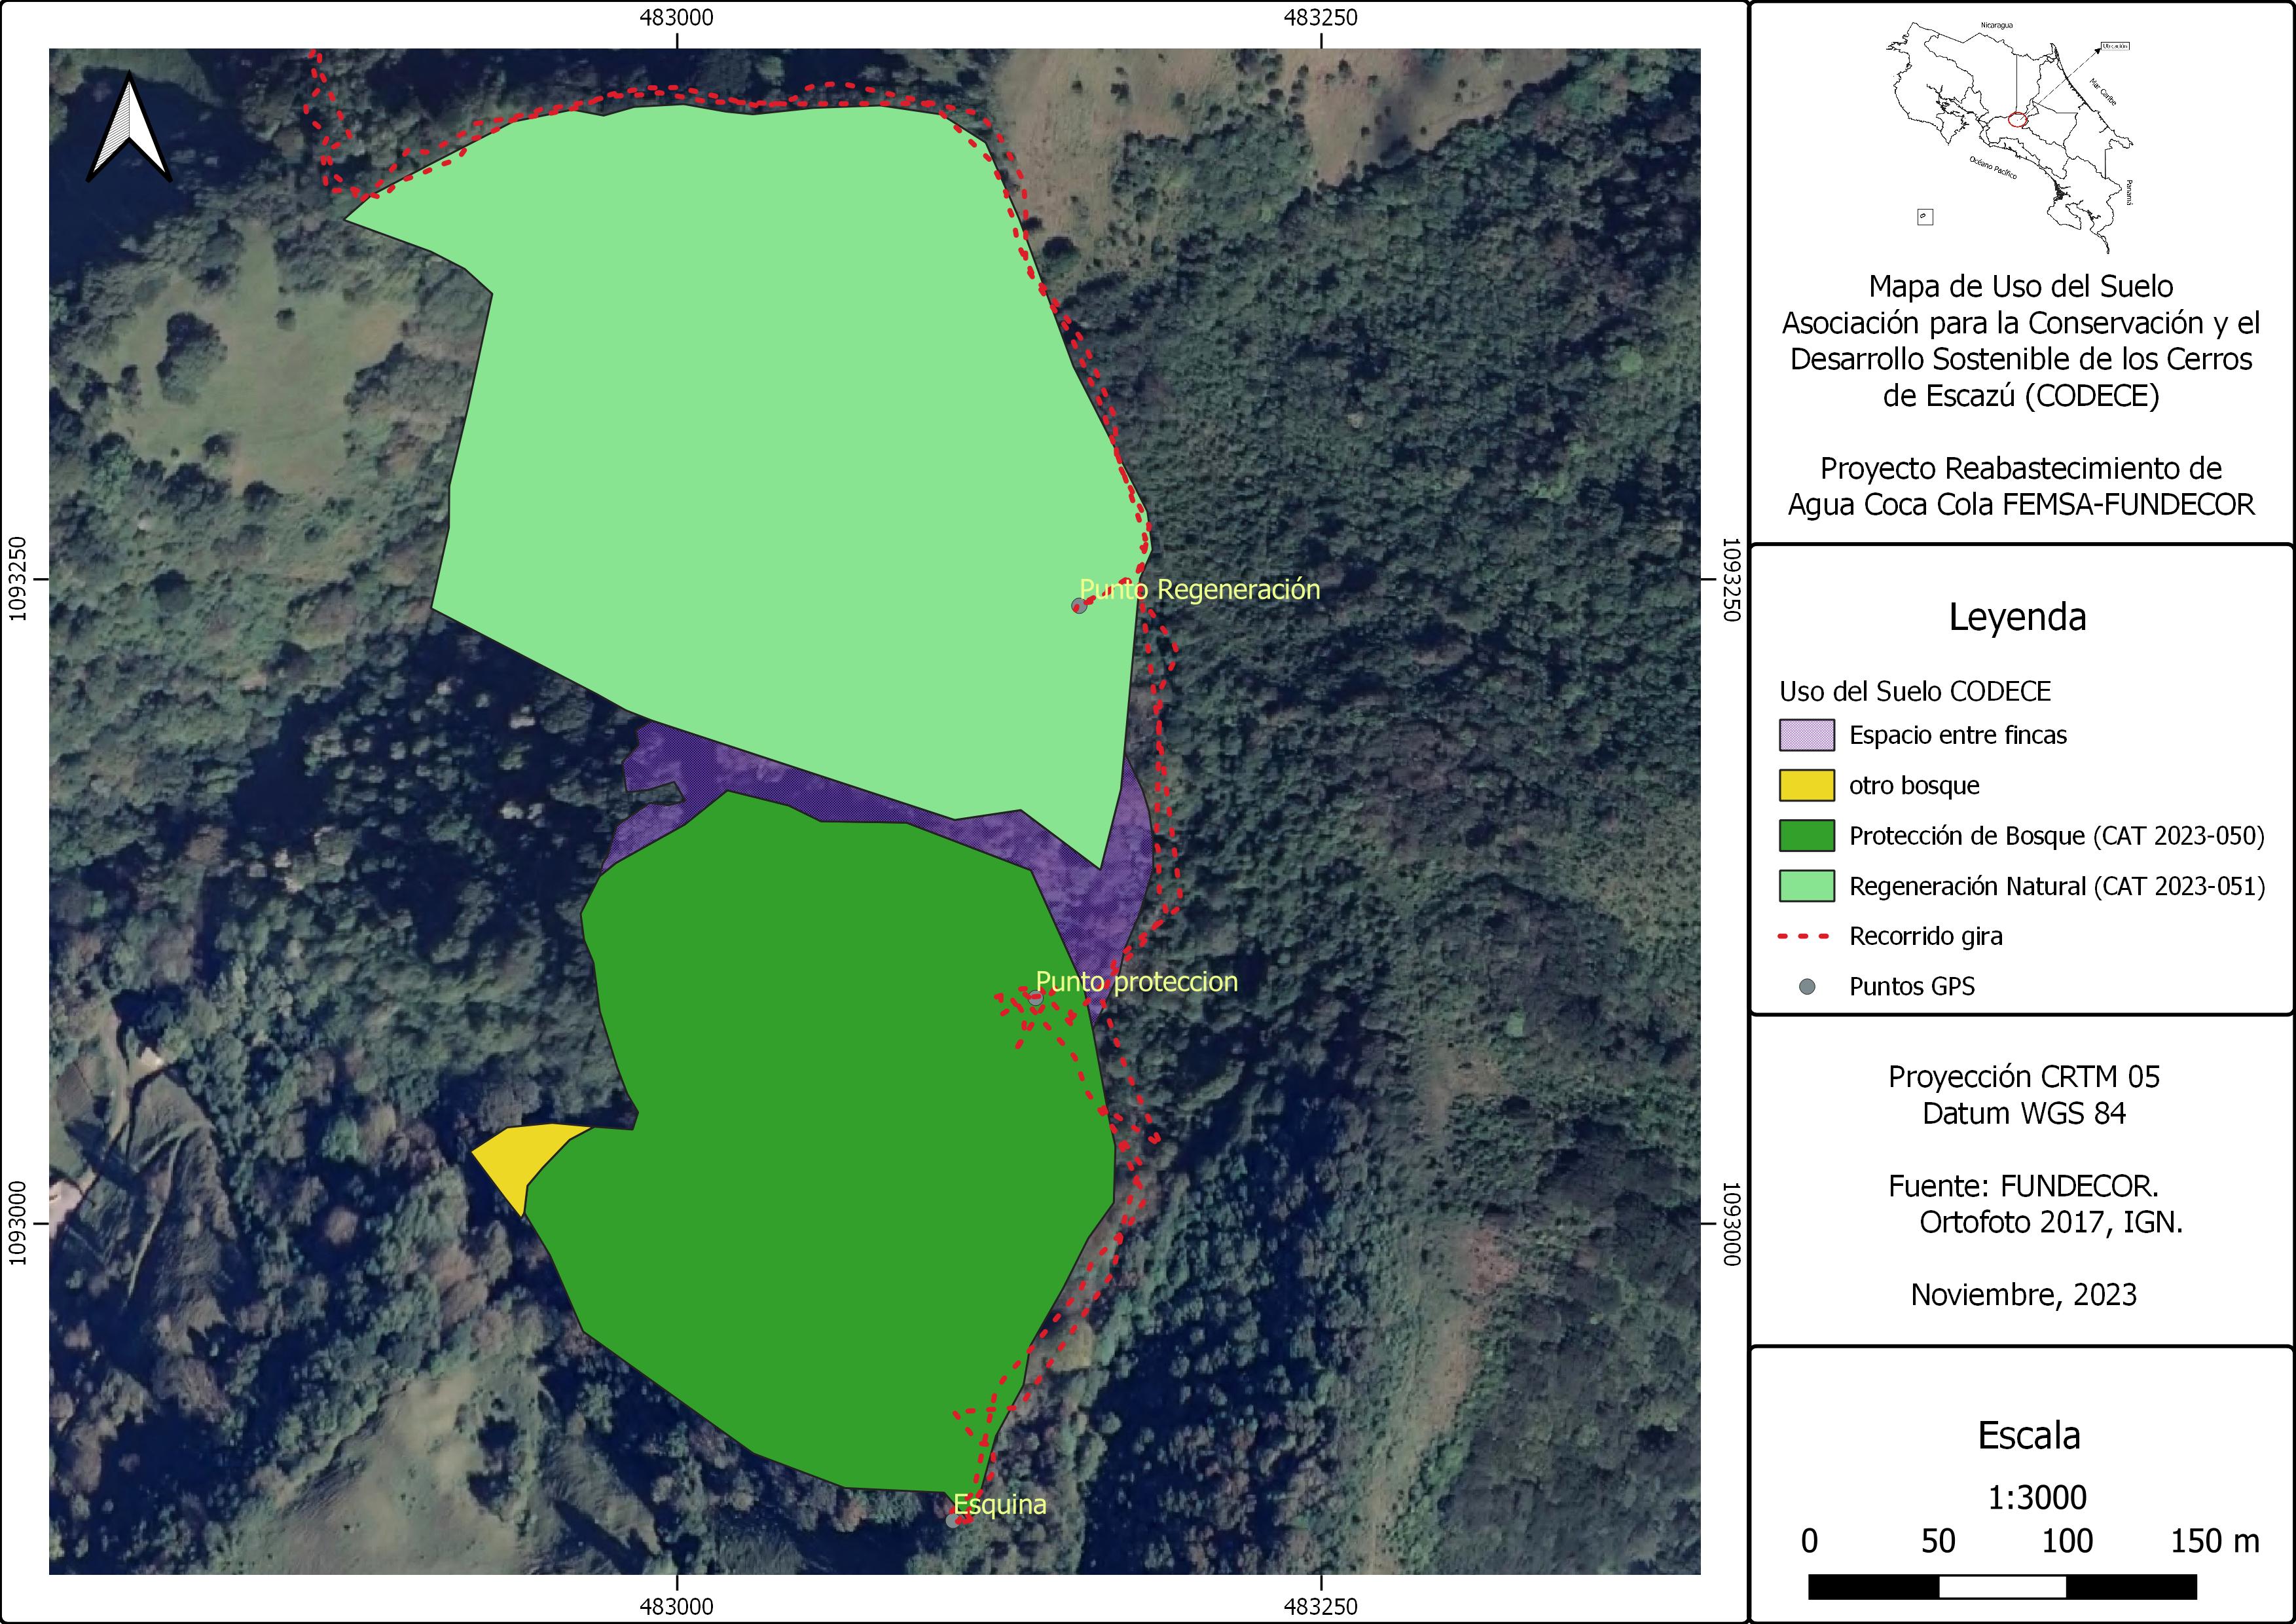 483000
483250
1093250
1093250
1093000
1093000
483000
483250
Punto Regeneración
Punto proteccion
Esquina
Nicaragua
Ubicación
Mar Caribe
Océano Pacífico
Panamá
Mapa de Uso del Suelo
Asociación para la Conservación y el
Desarrollo Sostenible de los Cerros
de Escazú (CODECE)
Proyecto Reabastecimiento de
Agua Coca Cola FEMSA-FUNDECOR
Leyenda
Uso del Suelo CODECE
Espacio entre fincas
otro bosque
Protección de Bosque (CAT 2023-050)
Regeneración Natural (CAT 2023-051)
Recorrido gira
Puntos GPS
Proyección CRTM 05
Datum WGS 84
Fuente: FUNDECOR.
Ortofoto 2017, IGN.
Noviembre, 2023
Escala
1:3000
0 50 100 150 m